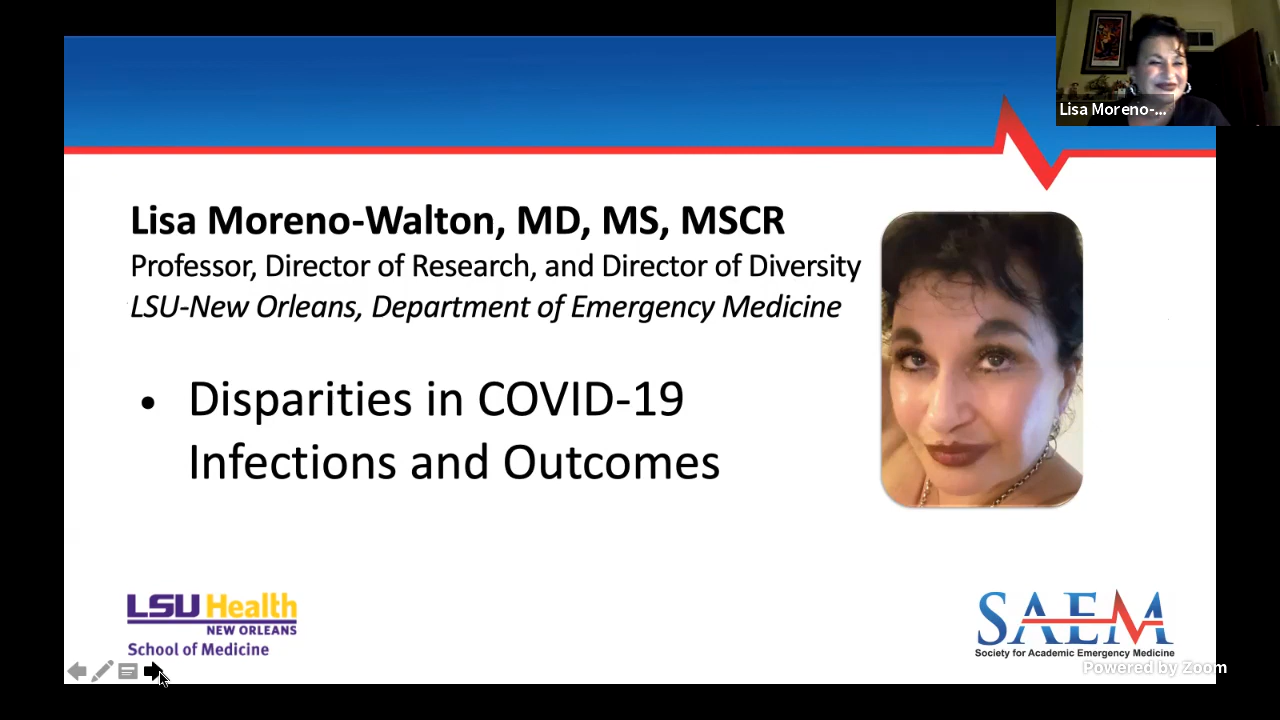 Lisa Moreno-...
Lisa Moreno-Walton, MD, MS, MSCR
Professor, Director of Research, and Director of Diversity
LSU-New Orleans, Department of Emergency Medicine
• Disparities in COVID-19
Infections and Outcomes
LSU Health
NEW ORLEANS
School of Medicine
SAEM
Society for Academic Emergency Medicine
Powered by Zoom